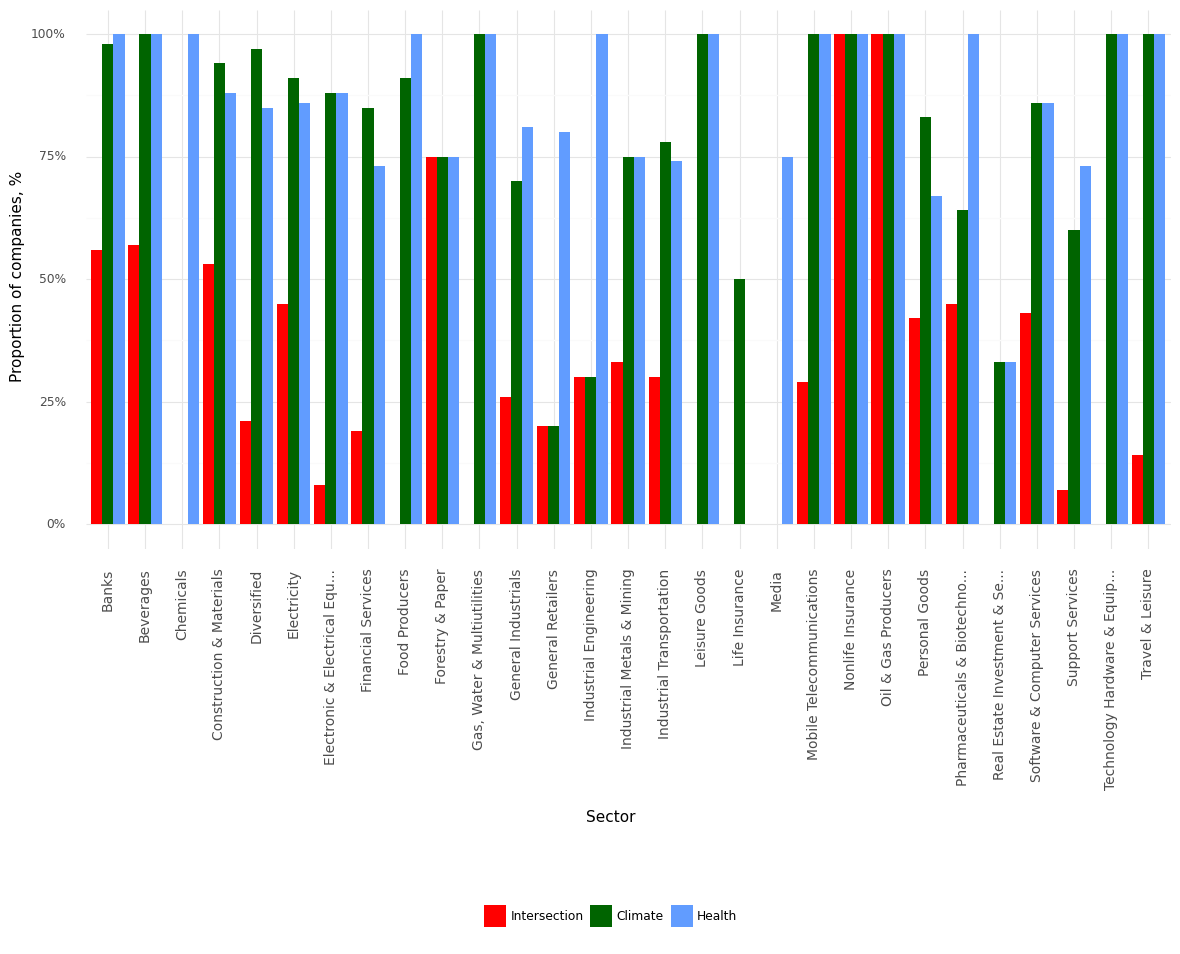 100%
75%
50%
25%
0%
Proportion of companies, %
Banks
Beverages
Chemicals
Construction & Materials
Diversified
Electricity
Electronic & Electrical Equ...
Financial Services
Food Producers
Forestry & Paper
Gas, Water & Multiutilities
General Industrials
General Retailers
Industrial Engineering
Industrial Metals & Mining
Industrial Transportation
Leisure Goods
Life Insurance
Media
Mobile Telecommunications
Nonlife Insurance
Oil & Gas Producers
Personal Goods
Pharmaceuticals & Biotechno...
Real Estate Investment & Se...
Software & Computer Services
Support Services
Technology Hardware & Equip...
Travel & Leisure
Sector
Intersection Climate Health